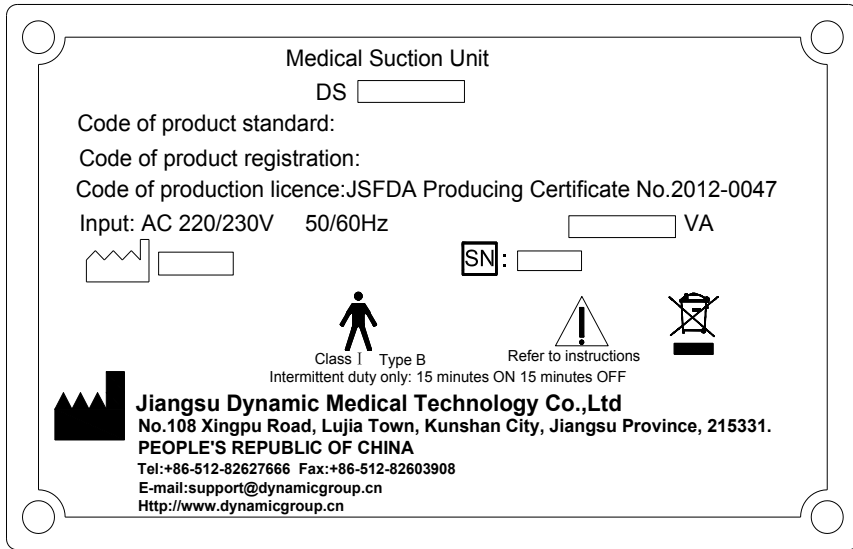 Medical Suction Unit
DS
Code of product standard:
Code of product registration:
Code of production licence:JSFDA Producing Certificate No.2012-0047
Input: AC 220/230V 50/60Hz VA
SN :
Class Ⅰ Type B
Refer to instructions
Intermittent duty only: 15 minutes ON 15 minutes OFF
Jiangsu Dynamic Medical Technology Co.,Ltd
No.108 Xingpu Road, Lujia Town, Kunshan City, Jiangsu Province, 215331.
PEOPLE'S REPUBLIC OF CHINA
Tel:+86-512-82627666 Fax:+86-512-82603908
E-mail:support@dynamicgroup.cn
Http://www.dynamicgroup.cn